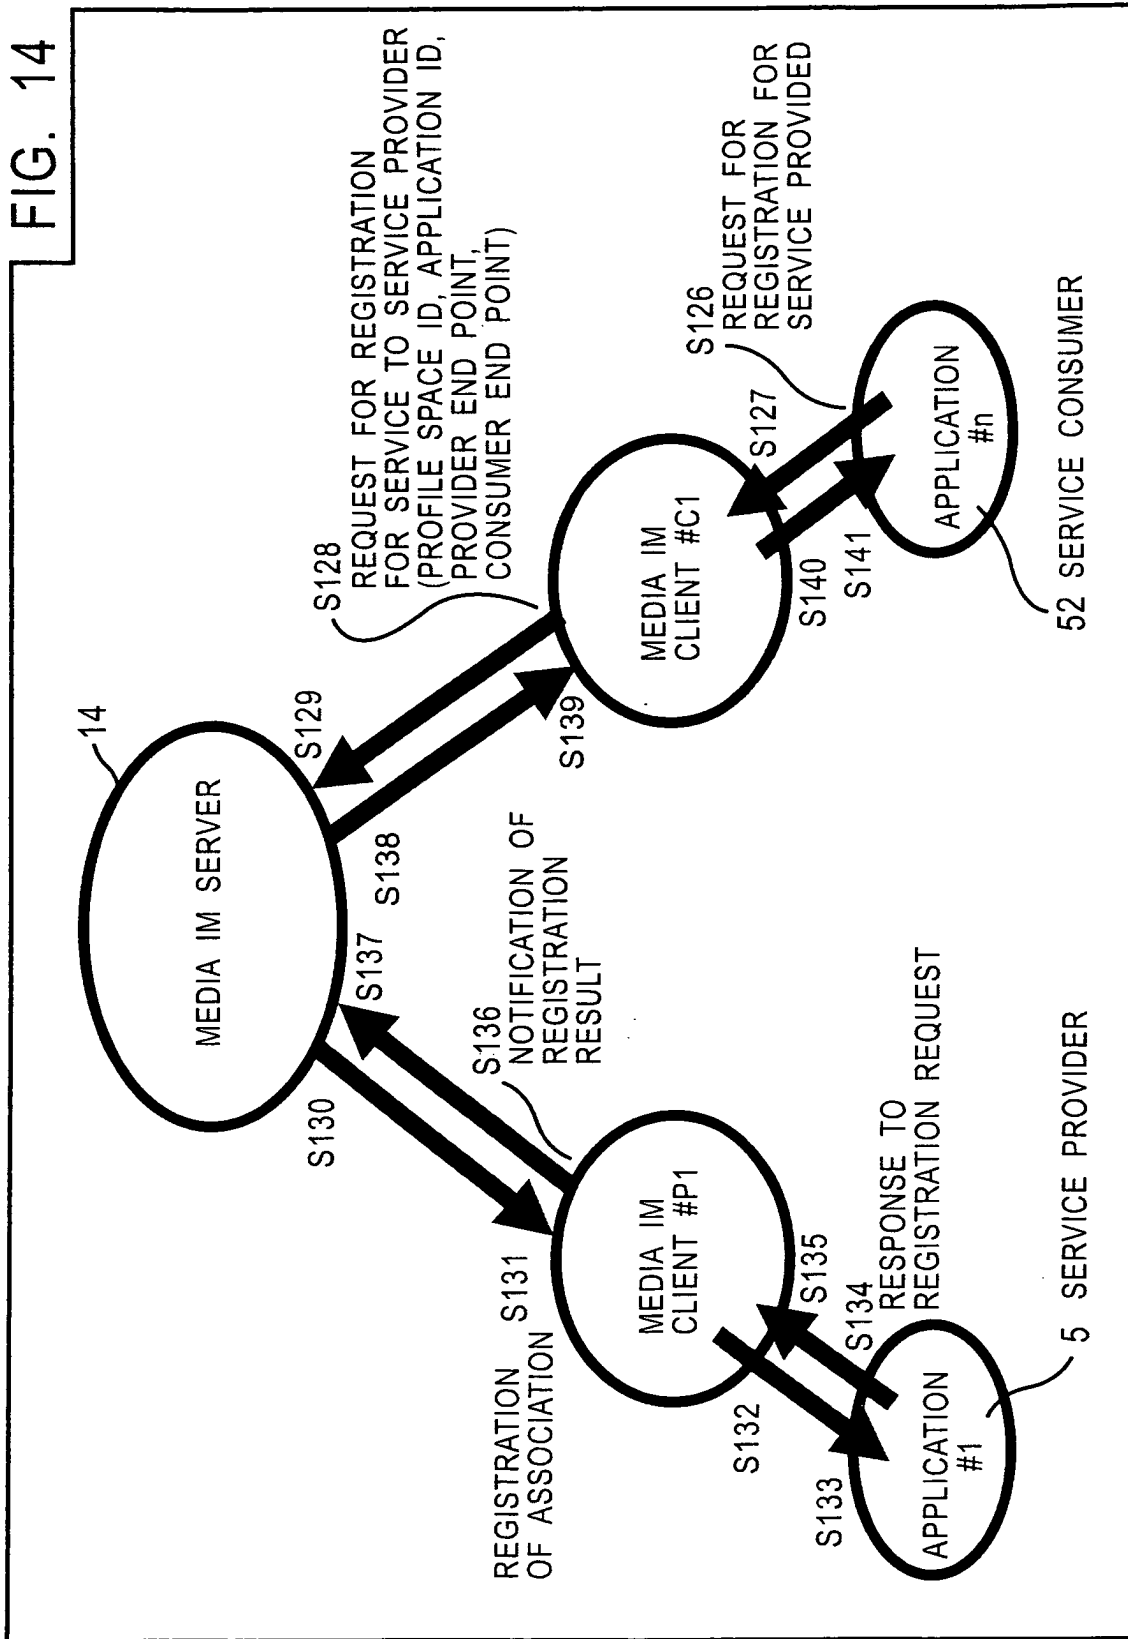 FIG. 14
14
MEDIA IM SERVER
S130
S137
S138
S129
S128
REQUEST FOR REGISTRATION
FOR SERVICE TO SERVICE PROVIDER
(PROFILE SPACE ID, APPLICATION ID,
PROVIDER END POINT,
CONSUMER END POINT)
REGISTRATION
OF ASSOCIATION
S131
S136
NOTIFICATION OF
REGISTRATION
RESULT
S139
MEDIA IM
CLIENT #P1
MEDIA IM
CLIENT #C1
S126
REQUEST FOR
REGISTRATION FOR
SERVICE PROVIDED
S127
S132
S135
S140
S133
S134
RESPONSE TO
REGISTRATION REQUEST
S141
APPLICATION
#1
APPLICATION
#n
5 SERVICE PROVIDER
52 SERVICE CONSUMER